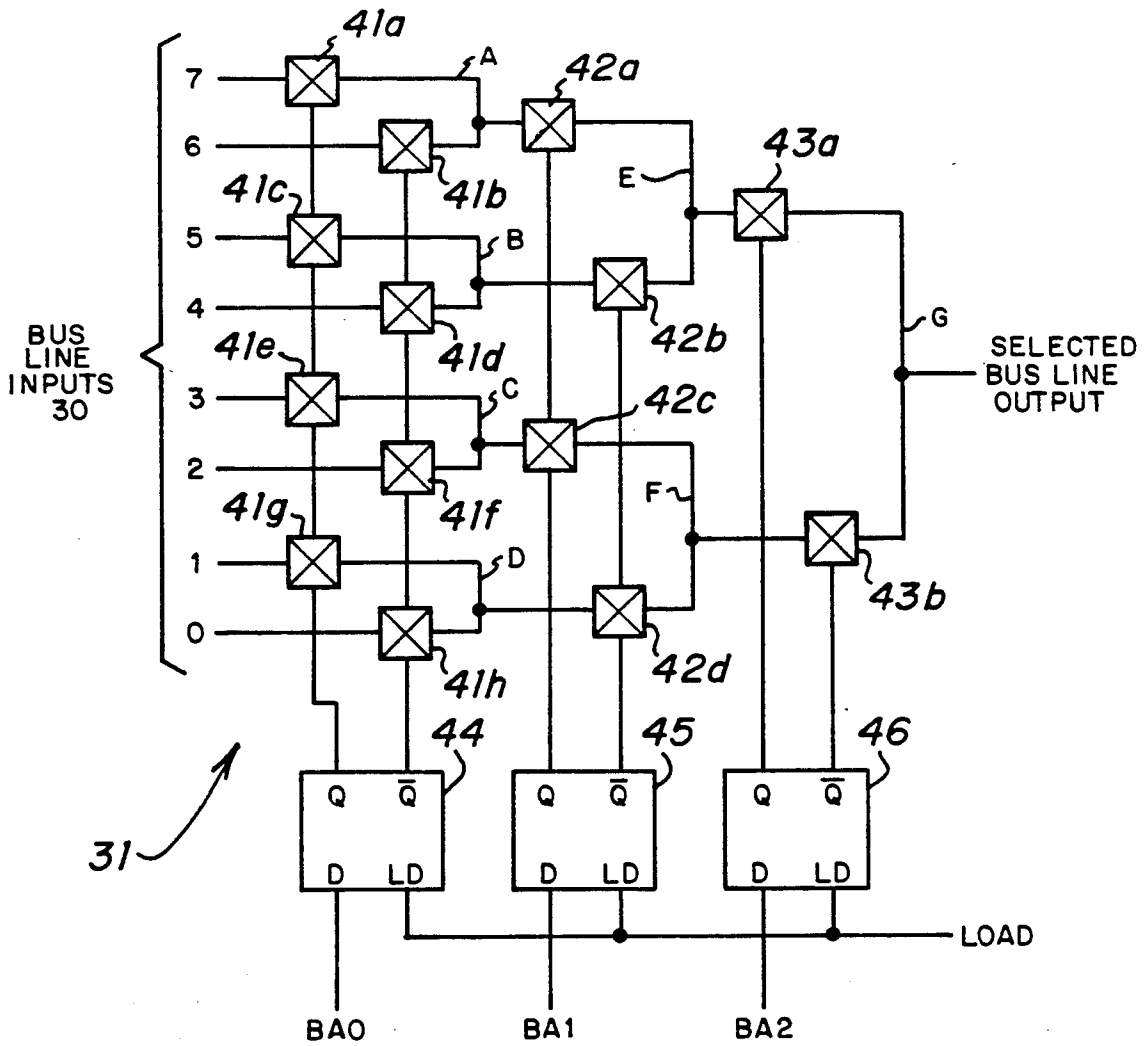 41a
A
42a
7
43a
6
E
41b
41c
5
B
4
G
BUS
LINE
INPUTS
30
41e
41d
42b
SELECTED
BUS LINE
OUTPUT
3
C
42c
2
F
41g
41f
1
D
43b
0
41h
42d
44
45
46
Q Q̅
Q Q̅
Q Q̅
31
D LD
D LD
D LD
LOAD
BA0
BA1
BA2